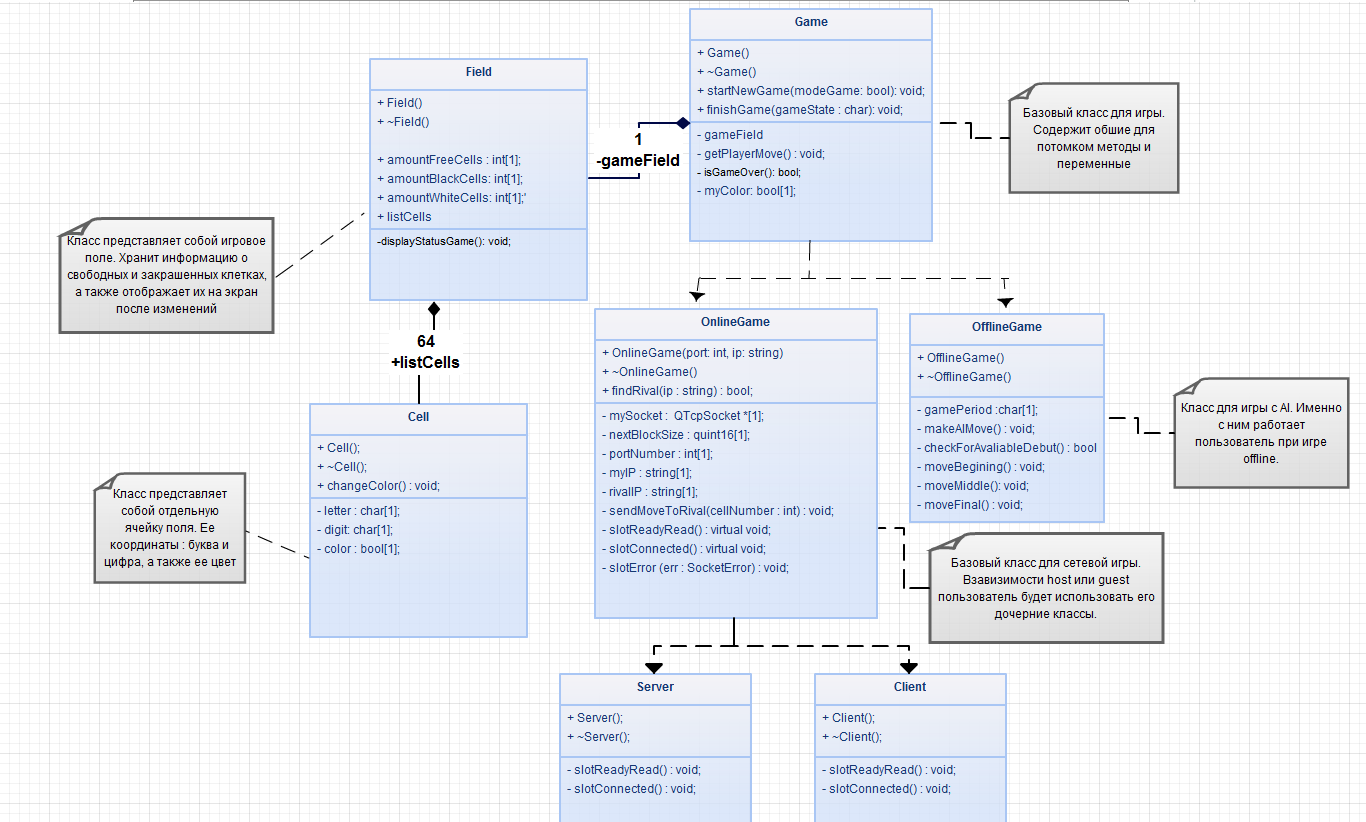 Game
+ Game()
+ ~Game()
+ startNewGame(modeGame: bool): void;
+ finishGame(gameState : char): void;
- gameField
- getPlayerMove() : void;
- isGameOver(): bool;
- myColor: bool[1];
Базовый класс для игры.
Содержит обшие для
потомком методы и
переменные
Field
+ Field()
+ ~Field()
+ amountFreeCells : int[1];
+ amountBlackCells: int[1];
+ amountWhiteCells: int[1];'
+ listCells
-displayStatusGame(): void;
1
-gameField
Класс представляет собой игровое
поле. Хранит информацию о
свободных и закрашенных клетках,
а также отображает их на экран
после изменений
64
+listCells
Cell
+ Cell();
+ ~Cell();
+ changeColor() : void;
- letter : char[1];
- digit: char[1];
- color : bool[1];
Класс представляет
собой отдельную
ячейку поля. Ее
координаты : буква и
цифра, а также ее цвет
OnlineGame
+ OnlineGame(port: int, ip: string)
+ ~OnlineGame()
+ findRival(ip : string) : bool;
- mySocket : QTcpSocket *[1];
- nextBlockSize : quint16[1];
- portNumber : int[1];
- myIP : string[1];
- rivalIP : string[1];
- sendMoveToRival(cellNumber : int) : void;
- slotReadyRead() : virtual void;
- slotConnected() : virtual void;
- slotError (err : SocketError) : void;
OfflineGame
+ OfflineGame()
+ ~OfflineGame()
- gamePeriod :char[1];
- makeAIMove() : void;
- checkForAvaliableDebut() : bool
- moveBegining() : void;
- moveMiddle(): void;
- moveFinal() : void;
Класс для игры с AI. Именно
с ним работает
пользователь при игре
offline.
Базовый класс для сетевой игры.
Взавизимости host или guest
пользователь будет использовать его
дочерние классы.
Server
+ Server();
+ ~Server();
- slotReadyRead() : void;
- slotConnected() : void;
Client
+ Client();
+ ~Client();
- slotReadyRead() : void;
- slotConnected() : void;